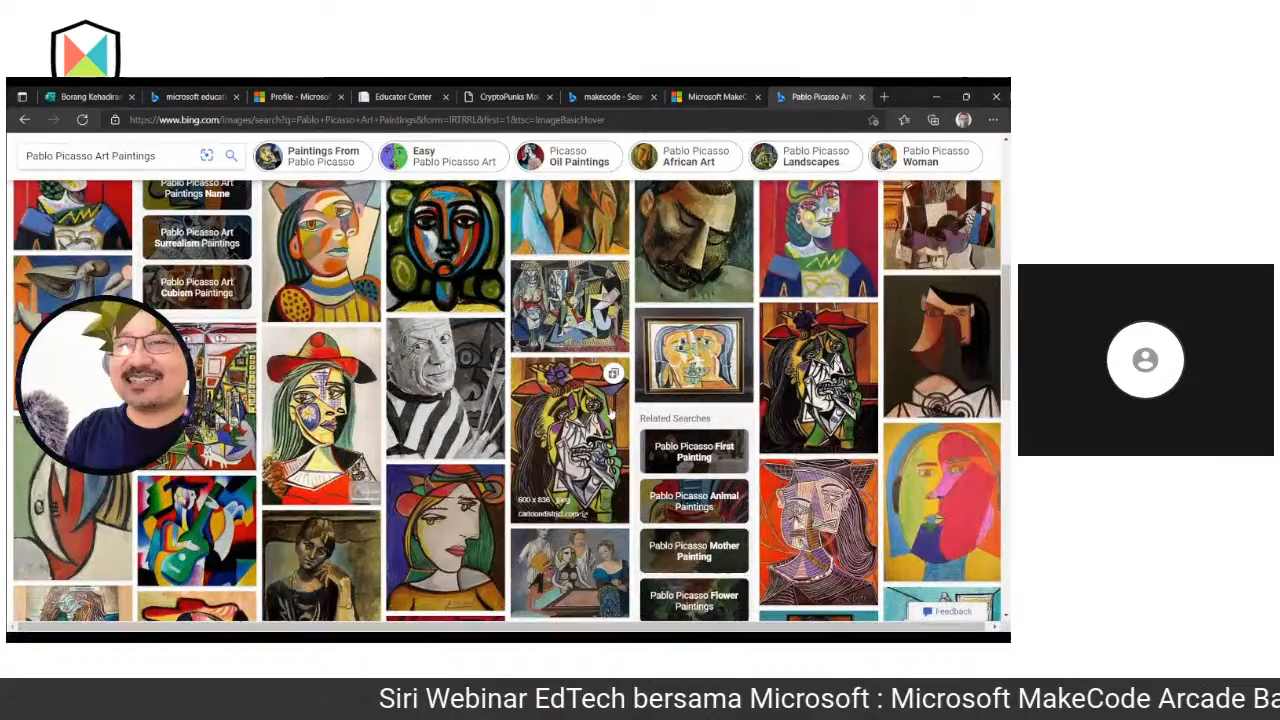 Borang Kehadiran
microsoft educat
Profile - Microsof
Educator Center
CryptoPunks Ma
makecode - Sear
Microsoft MakeC
Pablo Picasso Art
https://www.bing.com/images/search?q=Pablo+Picasso+Art+Paintings&form=IRTRRL&first=1&tsc=ImageBasicHover
Pablo Picasso Art Paintings
Paintings From
Pablo Picasso
Easy
Pablo Picasso Art
Picasso
Oil Paintings
Pablo Picasso
African Art
Pablo Picasso
Landscapes
Pablo Picasso
Woman
Pablo Picasso Art
Paintings Name
Pablo Picasso Art
Surrealism Paintings
Pablo Picasso Art
Cubism Paintings
600 x 836 · jpeg
cartoondistrict.com
Related Searches
Pablo Picasso First
Painting
Pablo Picasso Animal
Paintings
Pablo Picasso Mother
Painting
Pablo Picasso Flower
Paintings
Feedback
Siri Webinar EdTech bersama Microsoft : Microsoft MakeCode Arcade Ba